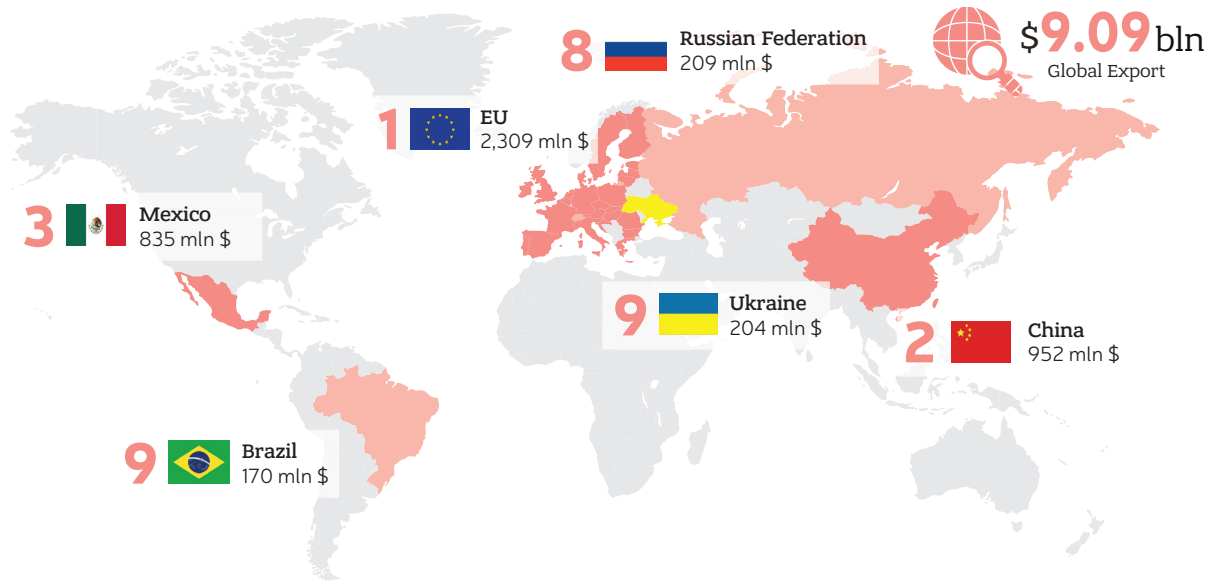 8
Russian Federation
209 mln $
$9.09 bln
Global Export
1
EU
2,309 mln $
3
Mexico
835 mln $
9
Ukraine
204 mln $
2
China
952 mln $
9
Brazil
170 mln $